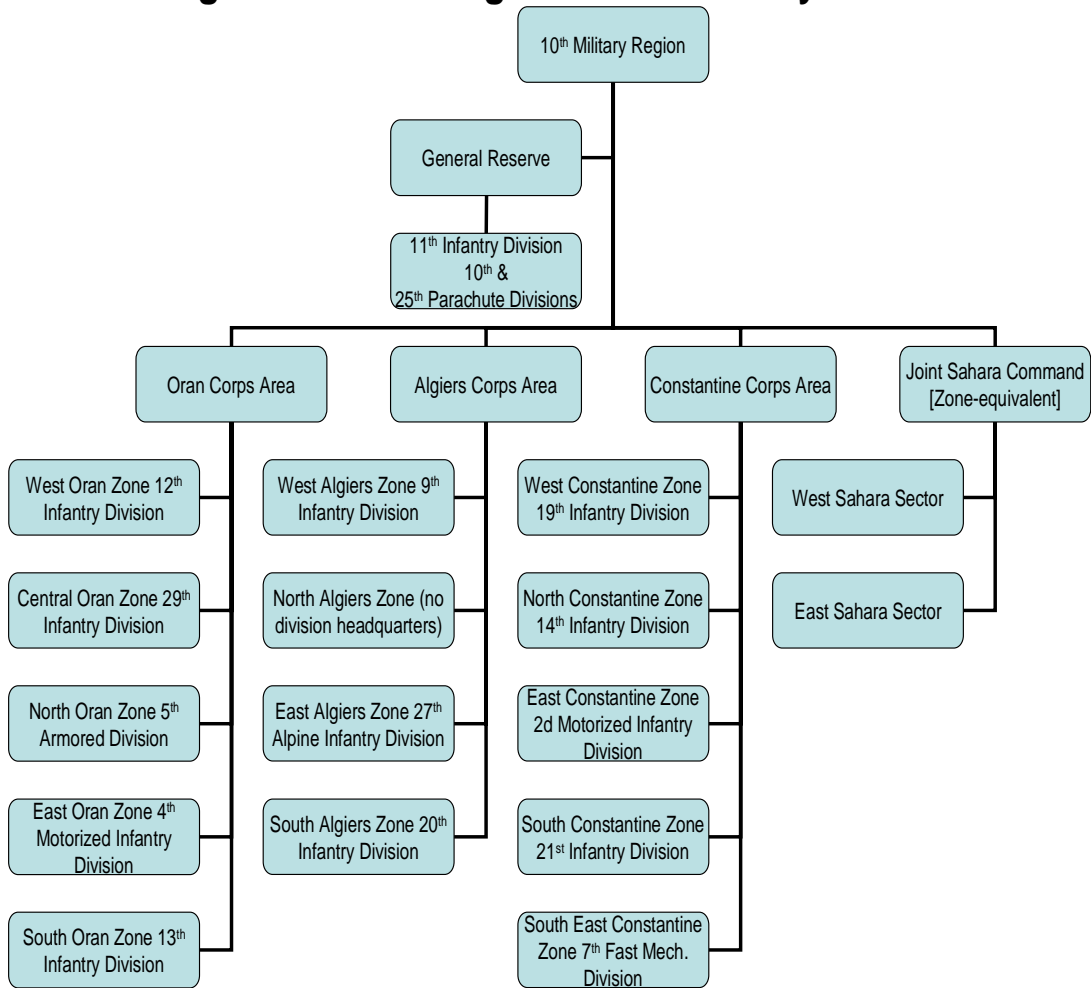 10th Military Region
General Reserve
11th Infantry Division
10th &
25th Parachute Divisions
Oran Corps Area
Algiers Corps Area
Constantine Corps Area
Joint Sahara Command
[Zone-equivalent]
West Oran Zone 12th
Infantry Division
West Algiers Zone 9th
Infantry Division
West Constantine Zone
19th Infantry Division
West Sahara Sector
Central Oran Zone 29th
Infantry Division
North Algiers Zone (no
division headquarters)
North Constantine Zone
14th Infantry Division
East Sahara Sector
North Oran Zone 5th
Armored Division
East Algiers Zone 27th
Alpine Infantry Division
East Constantine Zone
2d Motorized Infantry
Division
East Oran Zone 4th
Motorized Infantry
Division
South Algiers Zone 20th
Infantry Division
South Constantine Zone
21st Infantry Division
South Oran Zone 13th
Infantry Division
South East Constantine
Zone 7th Fast Mech.
Division